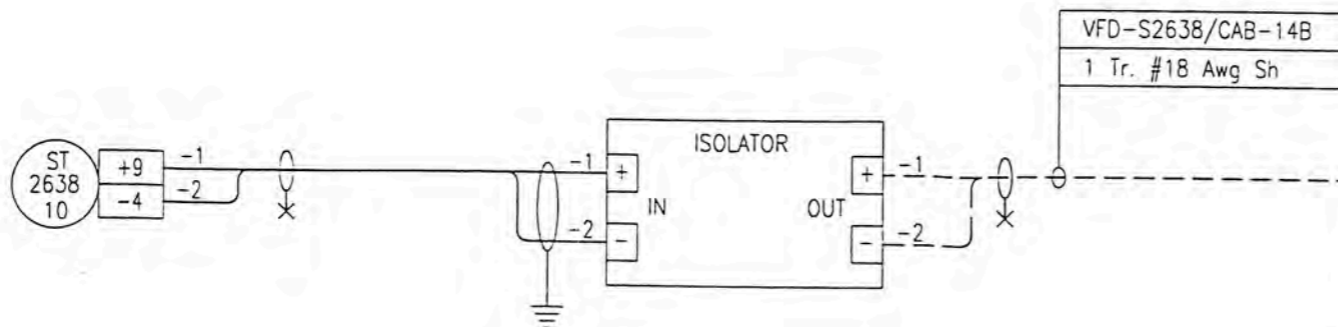 VFD-S2638/CAB-14B
1 Tr. #18 Awg Sh
ST
2638
10
+9
-4
-1
-2
-1
-2
+
-
ISOLATOR
IN
OUT
+
-
-1
-2